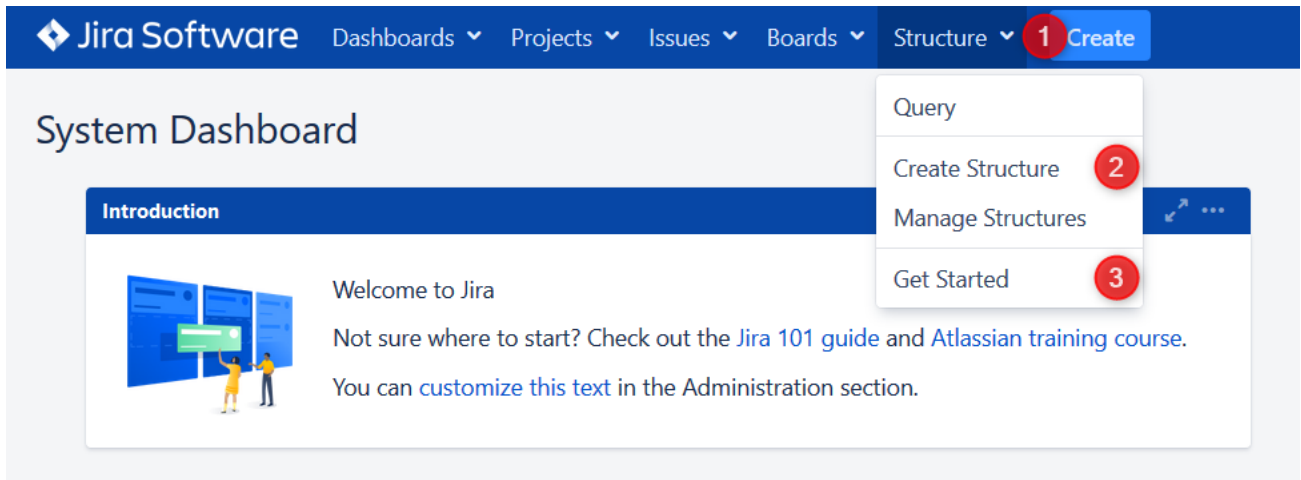 Jira Software Dashboards Projects Issues Boards Structure 1 Create
Query
System Dashboard
Create Structure 2
Introduction
Manage Structures
Get Started 3
Welcome to Jira
Not sure where to start? Check out the Jira 101 guide and Atlassian training course.
You can customize this text in the Administration section.